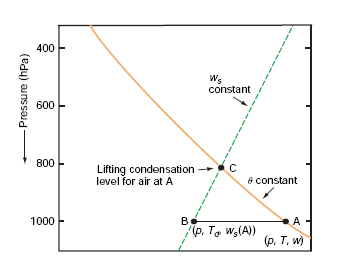 Pressure (hPa)
400
600
800
1000
w_s
constant
Lifting condensation
level for air at A
C
θ constant
B
A
(p, T_d, w_s(A))
(p, T, w)